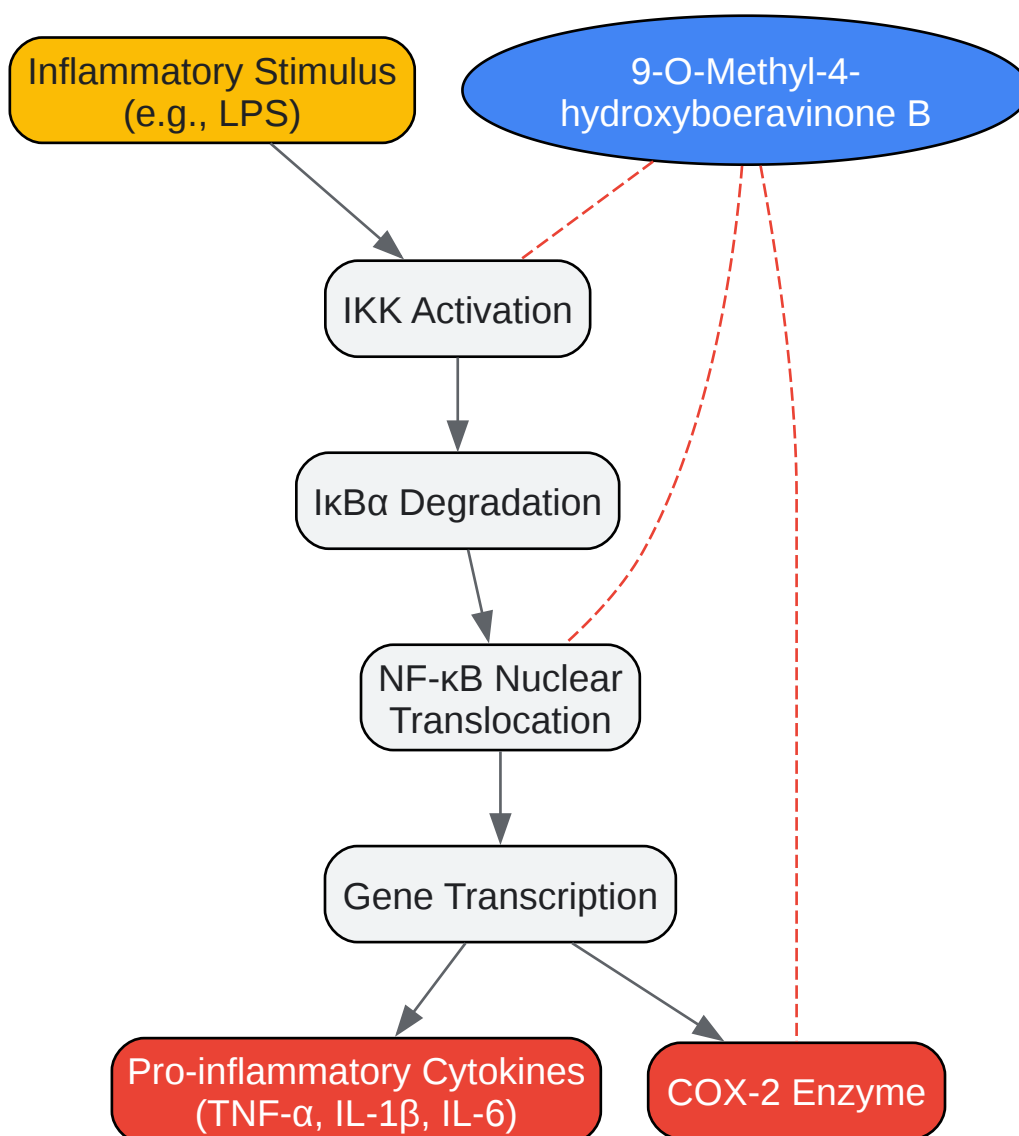 Inflammatory Stimulus
(e.g., LPS)
9-O-Methyl-4-
hydroxyboeravinone B
IKK Activation
IκBα Degradation
NF-κB Nuclear
Translocation
Gene Transcription
Pro-inflammatory Cytokines
(TNF-α, IL-1β, IL-6)
COX-2 Enzyme